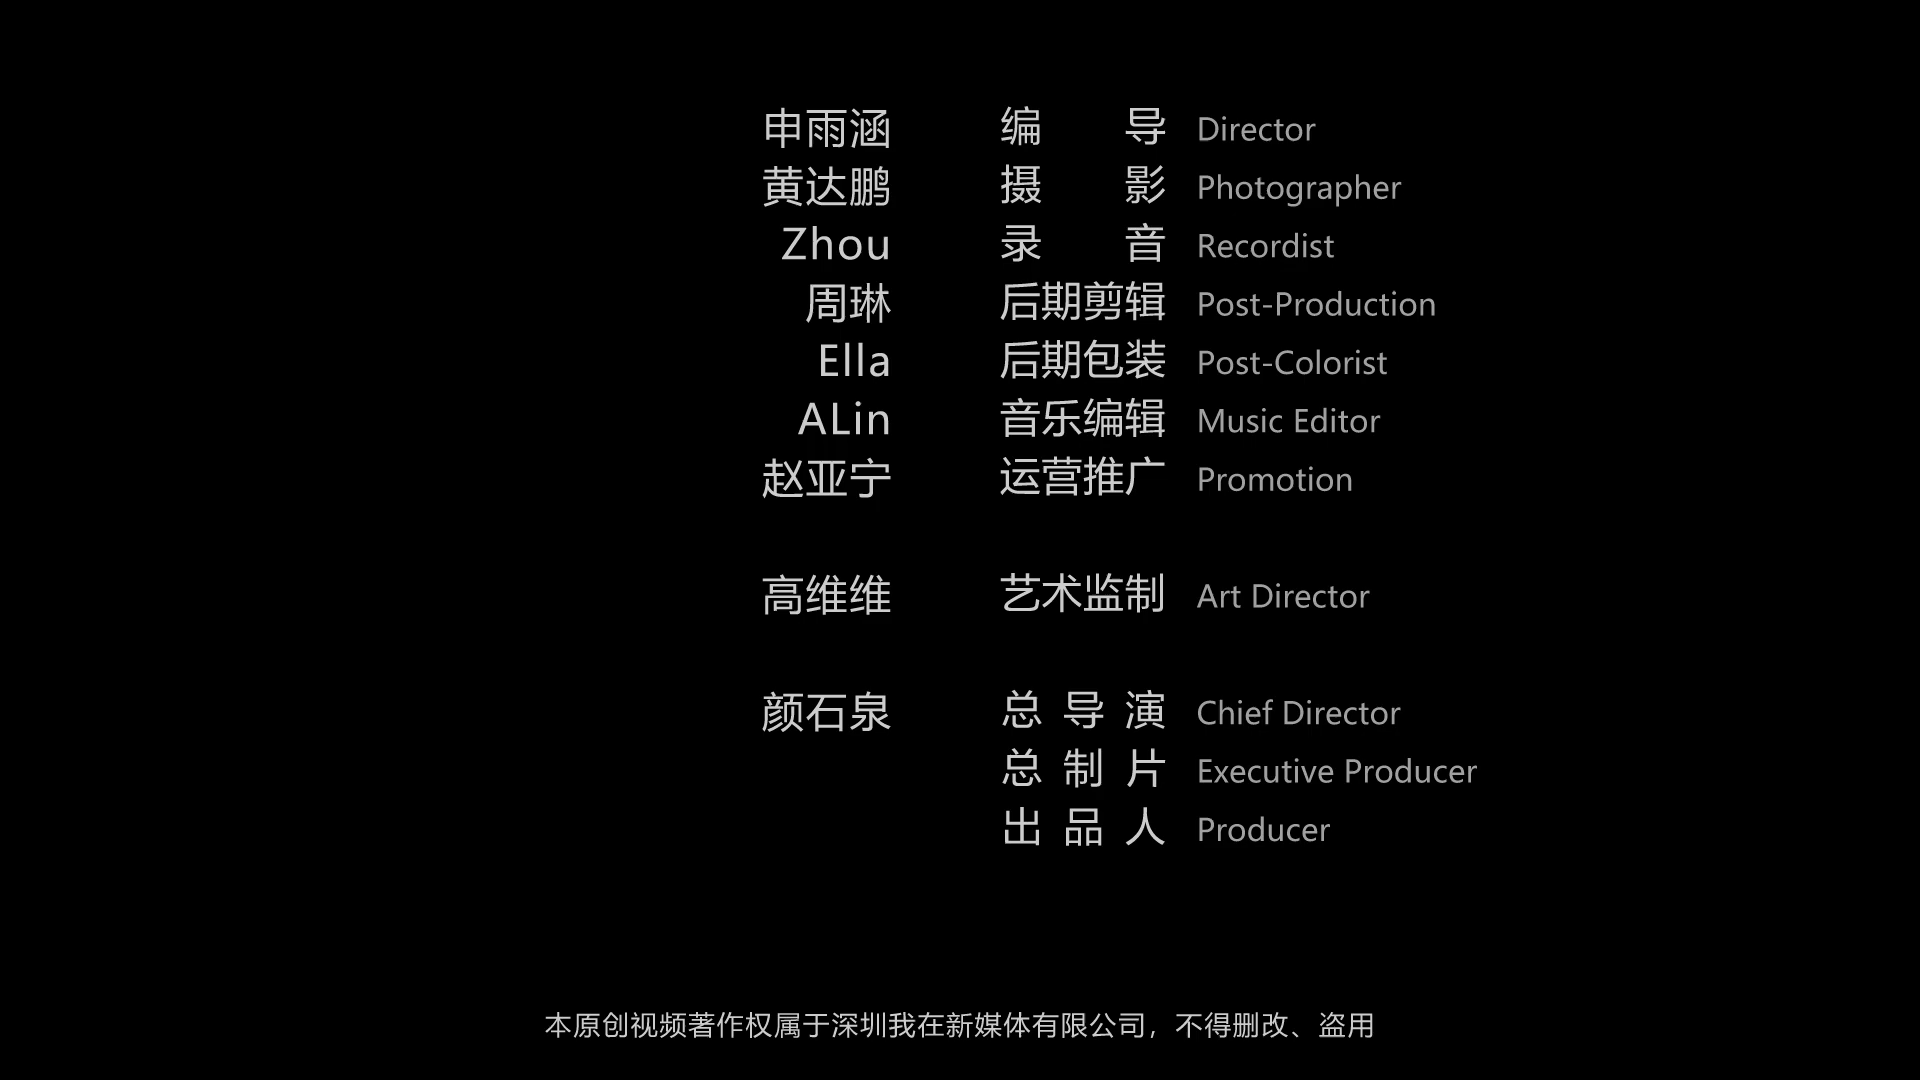 申雨涵 编导 Director
黄达鹏 摄影 Photographer
Zhou 录音 Recordist
周琳 后期剪辑 Post-Production
Ella 后期包装 Post-Colorist
ALin 音乐编辑 Music Editor
赵亚宁 运营推广 Promotion
高维维 艺术监制 Art Director
颜石泉 总导演 Chief Director
总制片 Executive Producer
出品人 Producer
本原创视频著作权属于深圳我在新媒体有限公司，不得删改、盗用